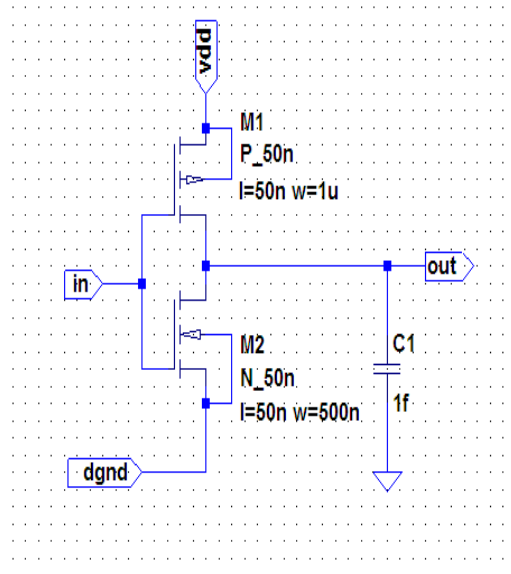 vdd
M1
P_50n
l=50n w=1u
in
out
M2
N_50n
l=50n w=500n
C1
1f
dgnd